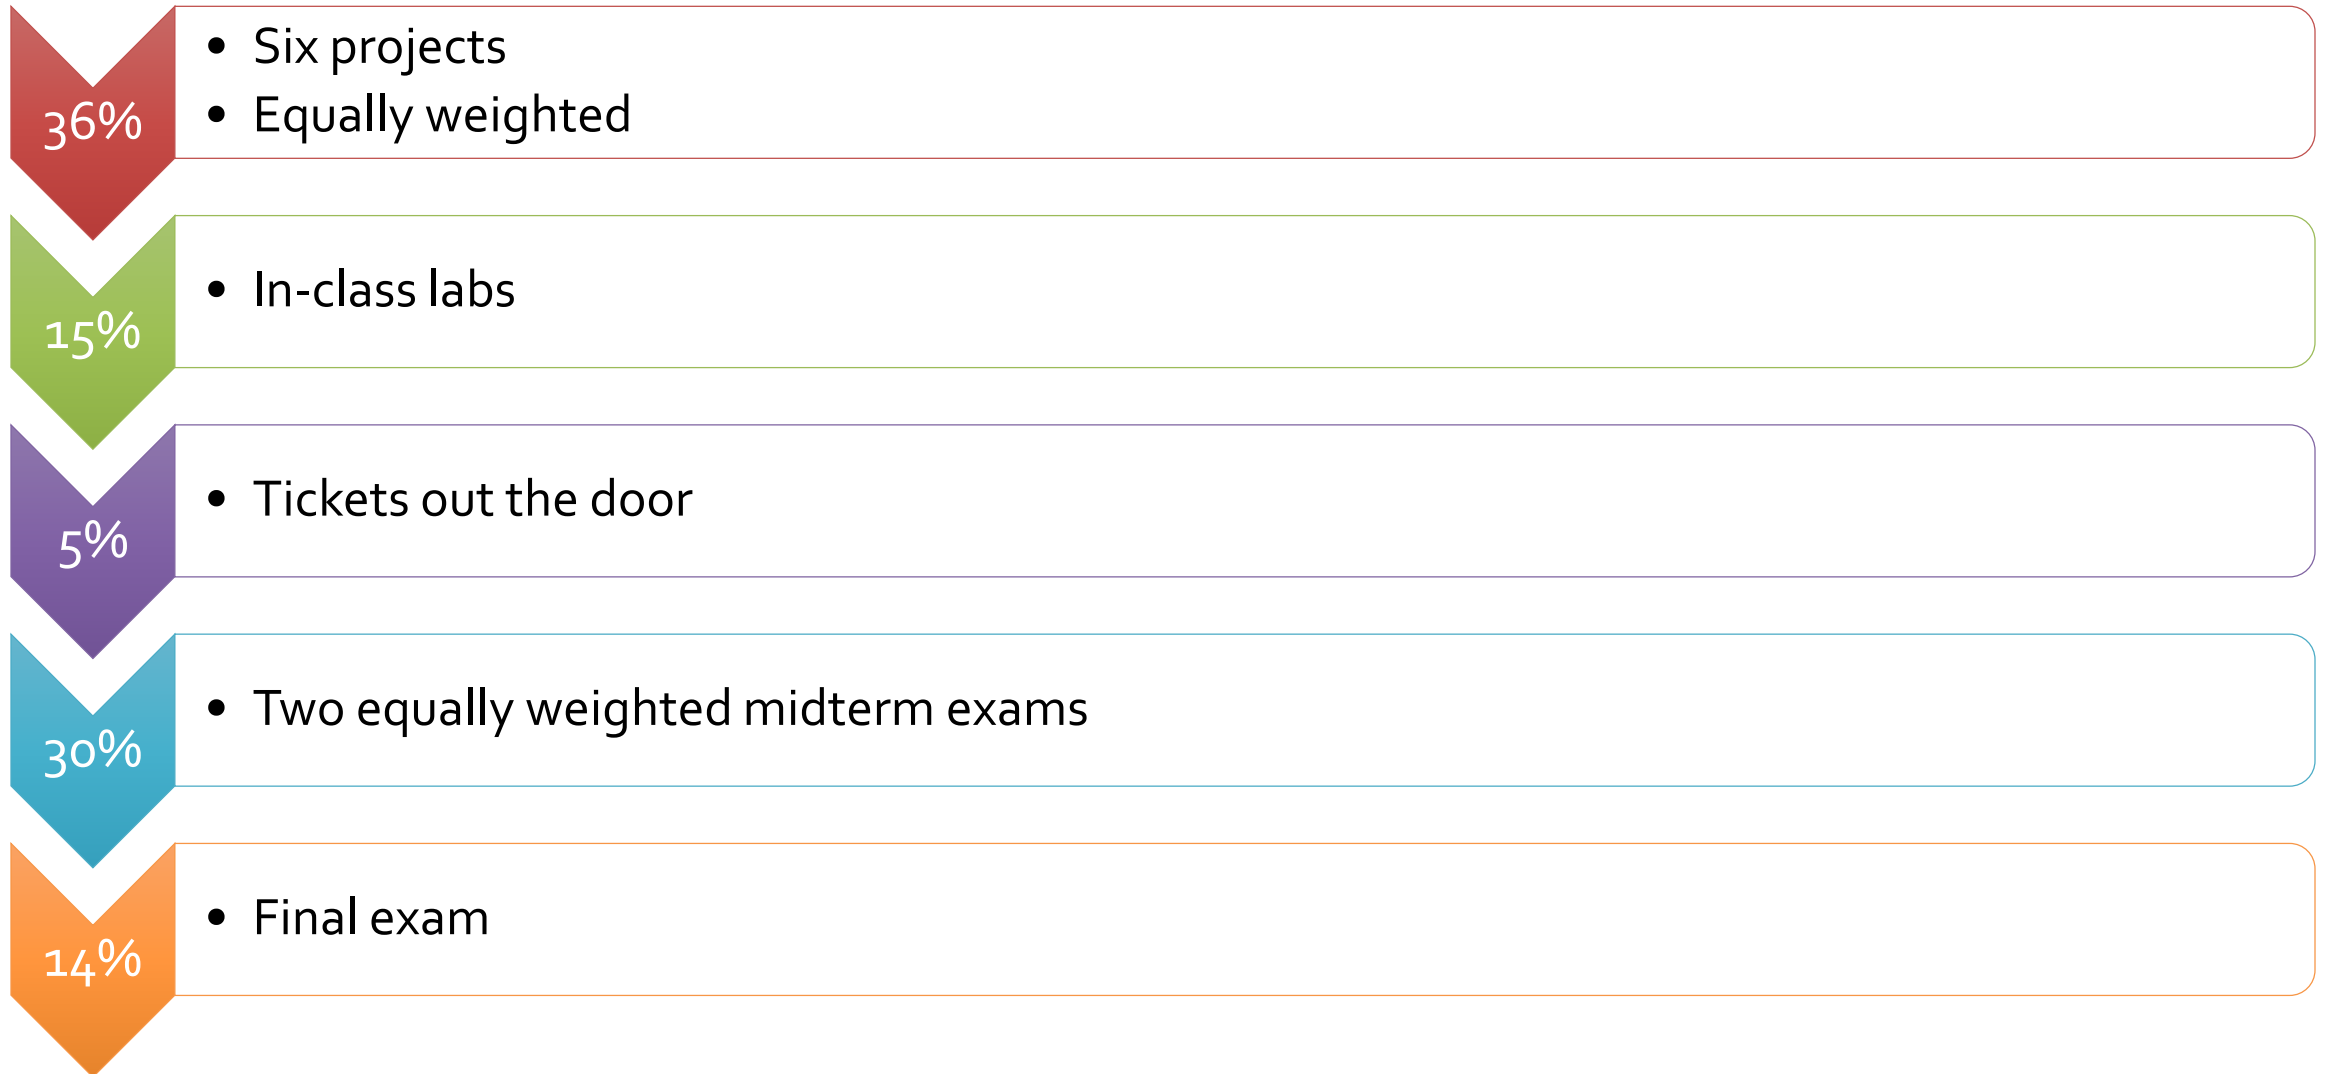 36%
• Six projects
• Equally weighted
15%
• In-class labs
5%
• Tickets out the door
30%
• Two equally weighted midterm exams
14%
• Final exam